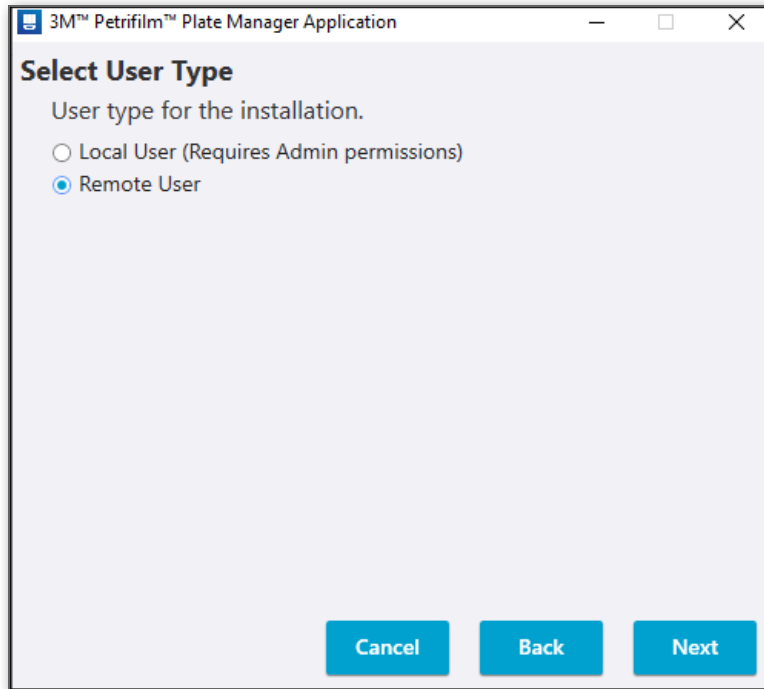 3M™ Petrifilm™ Plate Manager Application
Select User Type
User type for the installation.
Local User (Requires Admin permissions)
Remote User
Cancel Back Next